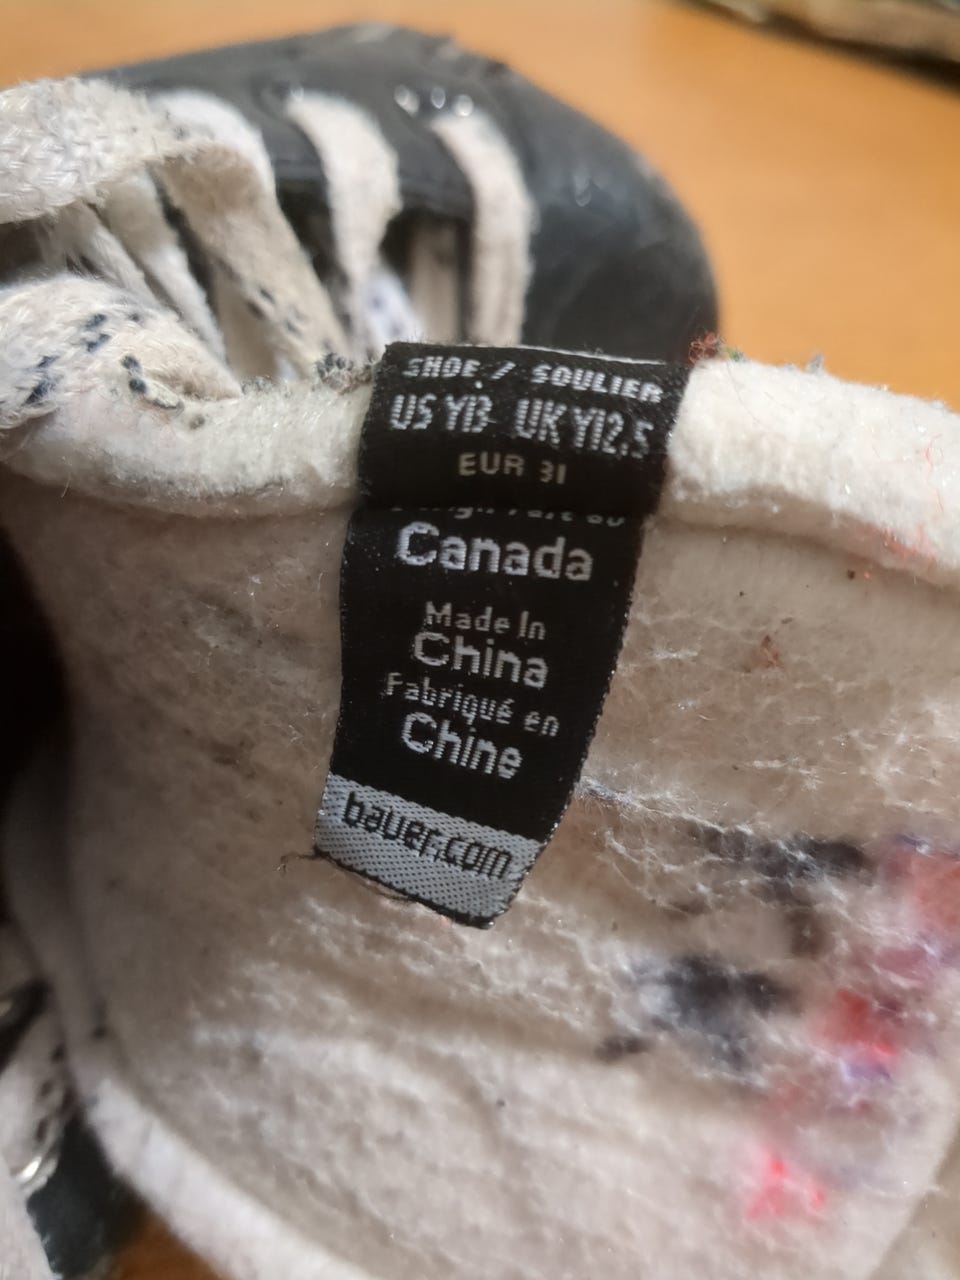 SHOE / SOULIER
US Y13 UK Y12,5
EUR 31
Canada
Made In
China
Fabriqué en
Chine
bauer.com